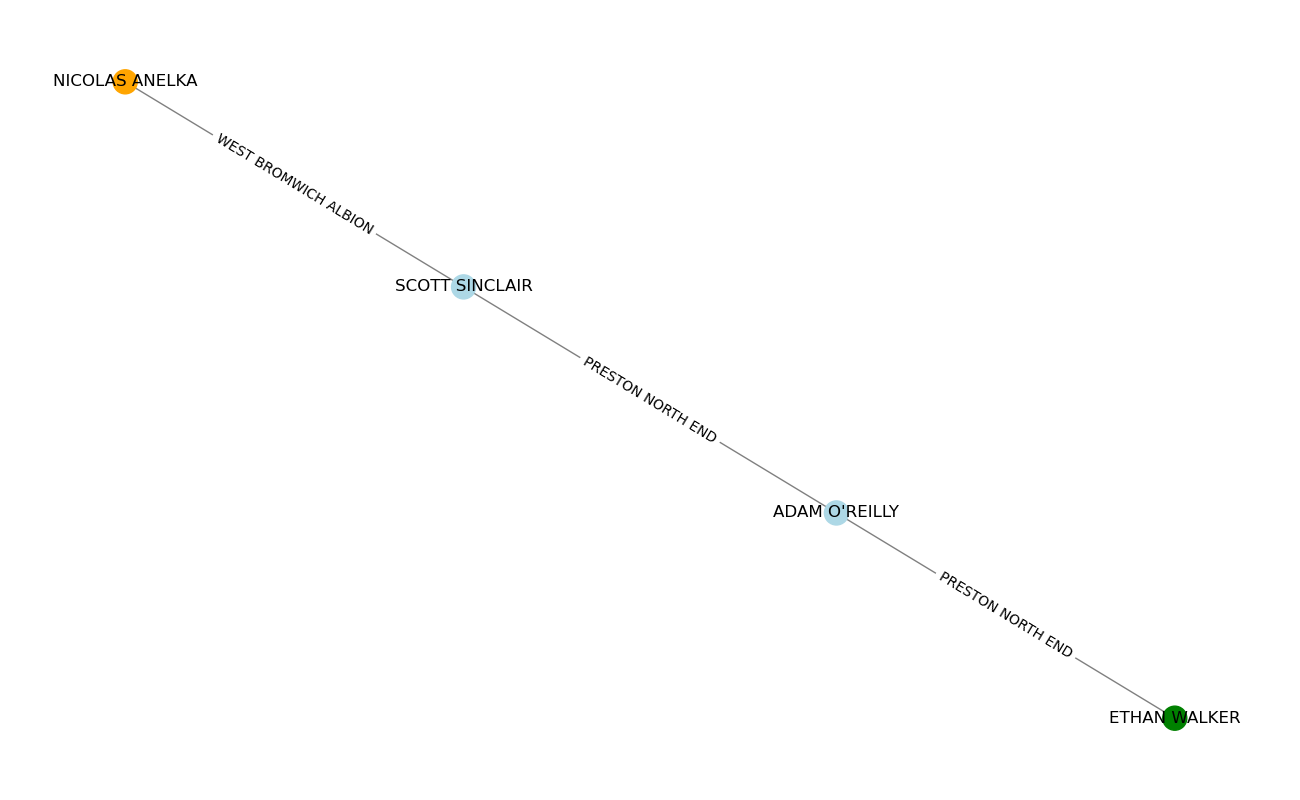 NICOLAS ANELKA
WEST BROMWICH ALBION
SCOTT SINCLAIR
PRESTON NORTH END
ADAM O'REILLY
PRESTON NORTH END
ETHAN WALKER